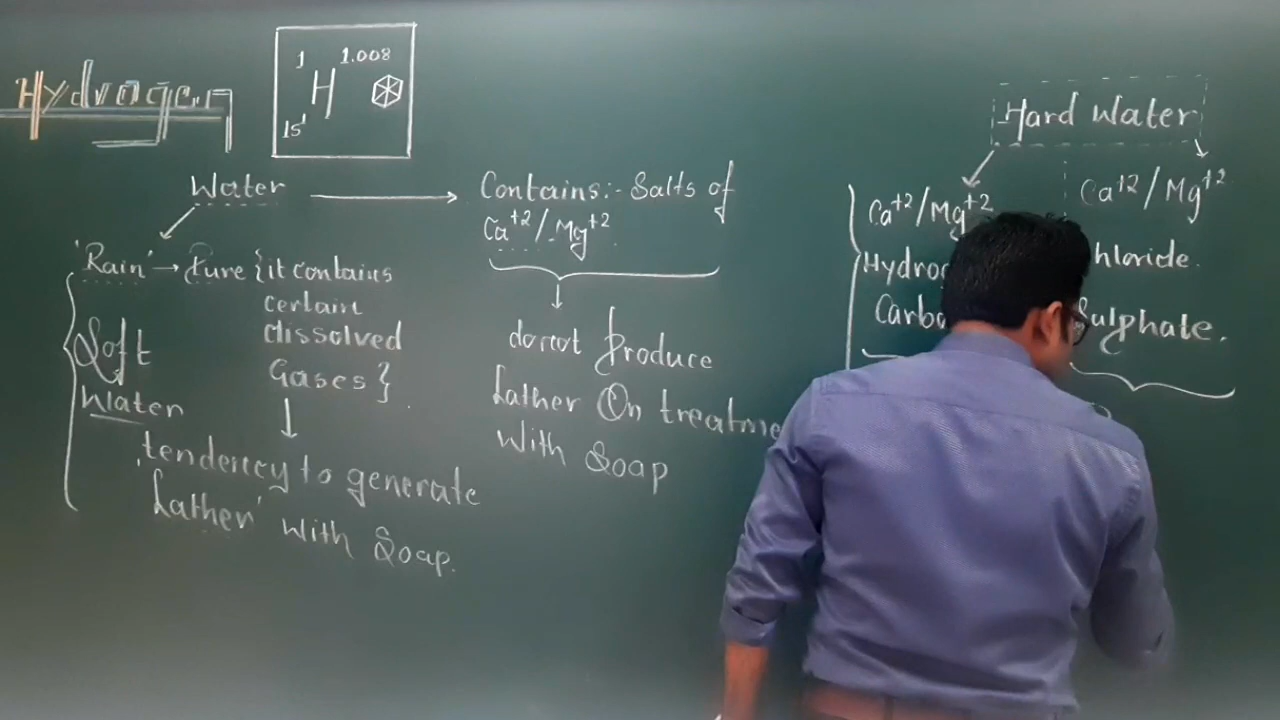 Hydrogen
1 1.008
H
1s¹
Water → Contains:- Salts of
Ca⁺²/Mg⁺²
'Rain' → Pure {it contains
certain
dissolved
Gases}
Soft
Water
tendency to generate
'Lather' with Soap.
do not produce
Lather On treatme
With Soap
Hard Water
Ca⁺²/Mg⁺²
Hydrog
Carbo
Ca⁺²/Mg⁺²
hloride.
Sulphate.